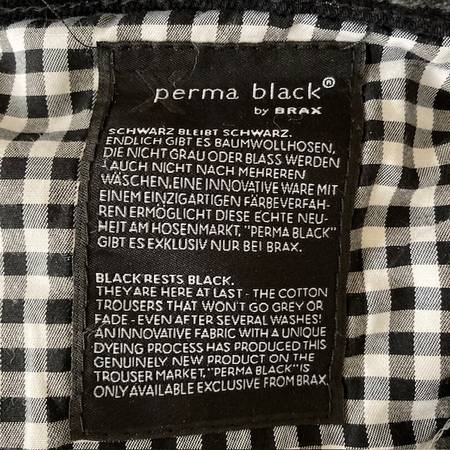 perma black®
by BRAX
SCHWARZ BLEIBT SCHWARZ.
ENDLICH GIBT ES BAUMWOLLHOSEN,
DIE NICHT GRAU ODER BLASS WERDEN
- AUCH NICHT NACH MEHREREN
WÄSCHEN, EINE INNOVATIVE WARE MIT
EINEM EINZIGARTIGEN FÄRBEVERFAH-
REN ERMÖGLICHT DIESE ECHTE NEU-
HEIT AM HOSENMARKT, "PERMA BLACK"
GIBT ES EXKLUSIV NUR BEI BRAX.
BLACK RESTS BLACK.
THEY ARE HERE AT LAST - THE COTTON
TROUSERS THAT WON'T GO GREY OR
FADE - EVEN AFTER SEVERAL WASHES!
AN INNOVATIVE FABRIC WITH A UNIQUE
DYEING PROCESS HAS PRODUCED THIS
GENUINELY NEW PRODUCT ON THE
TROUSER MARKET, "PERMA BLACK" IS
ONLY AVAILABLE EXCLUSIVE FROM BRAX.